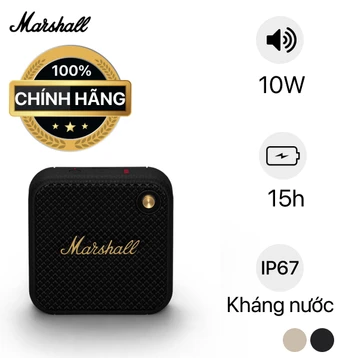 Marshall
100%
CHÍNH HÃNG
10W
15h
Marshall
IP67
Kháng nước